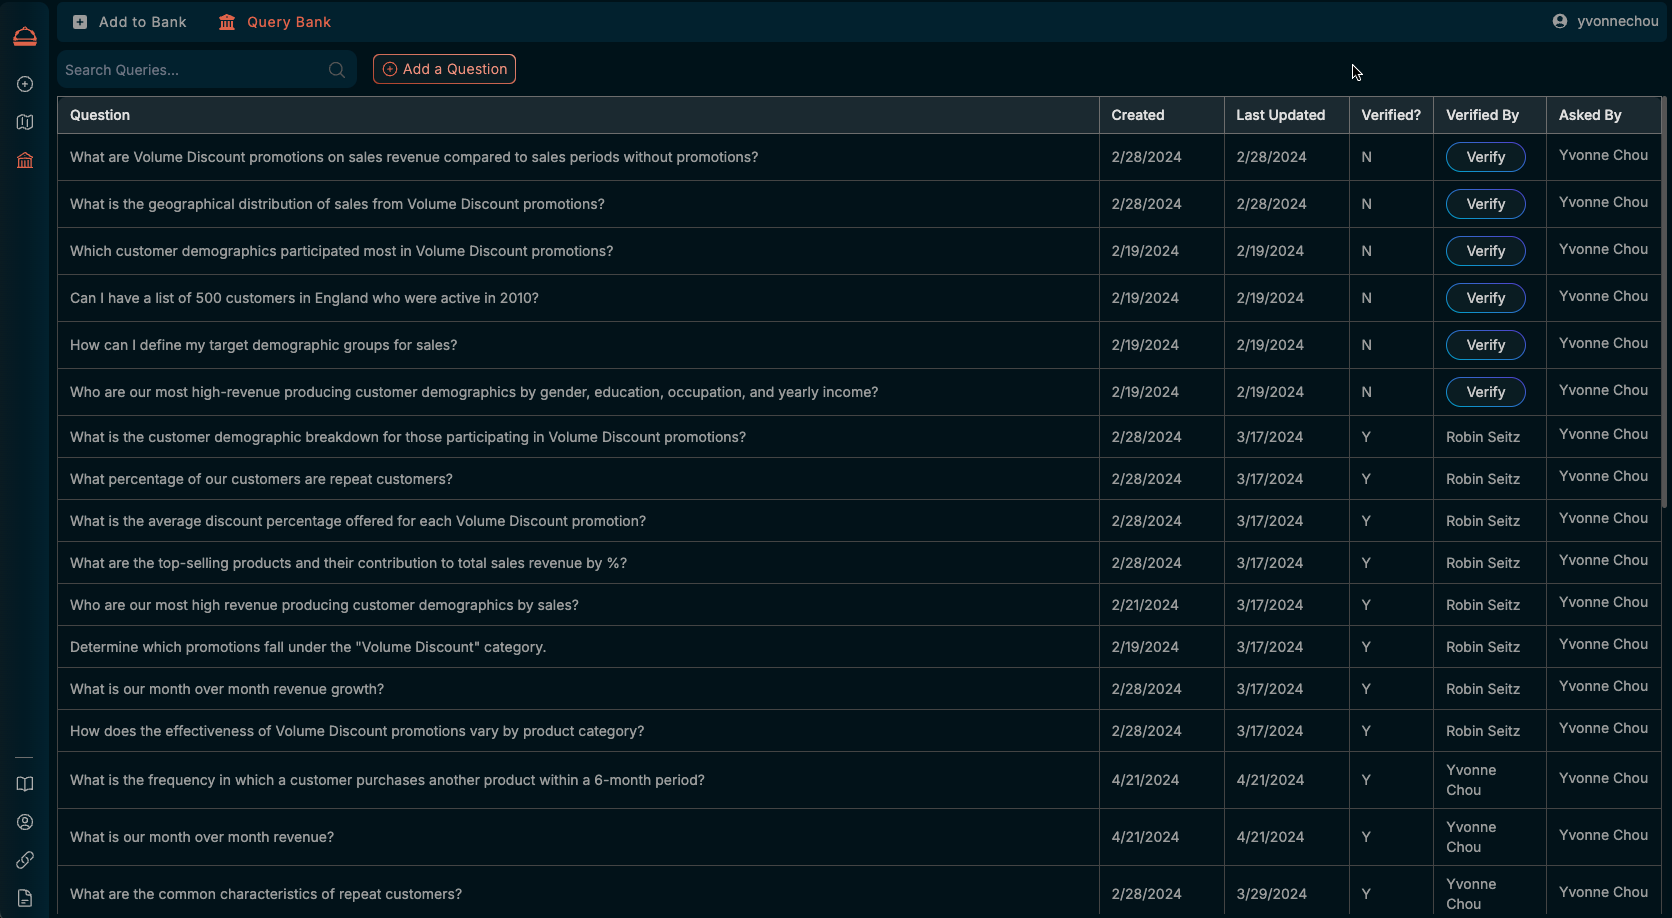 Add to Bank Query Bank yvonnechou
Search Queries... Add a Question
Question Created Last Updated Verified? Verified By Asked By
What are Volume Discount promotions on sales revenue compared to sales periods without promotions? 2/28/2024 2/28/2024 N Verify Yvonne Chou
What is the geographical distribution of sales from Volume Discount promotions? 2/28/2024 2/28/2024 N Verify Yvonne Chou
Which customer demographics participated most in Volume Discount promotions? 2/19/2024 2/19/2024 N Verify Yvonne Chou
Can I have a list of 500 customers in England who were active in 2010? 2/19/2024 2/19/2024 N Verify Yvonne Chou
How can I define my target demographic groups for sales? 2/19/2024 2/19/2024 N Verify Yvonne Chou
Who are our most high-revenue producing customer demographics by gender, education, occupation, and yearly income? 2/19/2024 2/19/2024 N Verify Yvonne Chou
What is the customer demographic breakdown for those participating in Volume Discount promotions? 2/28/2024 3/17/2024 Y Robin Seitz Yvonne Chou
What percentage of our customers are repeat customers? 2/28/2024 3/17/2024 Y Robin Seitz Yvonne Chou
What is the average discount percentage offered for each Volume Discount promotion? 2/28/2024 3/17/2024 Y Robin Seitz Yvonne Chou
What are the top-selling products and their contribution to total sales revenue by %? 2/28/2024 3/17/2024 Y Robin Seitz Yvonne Chou
Who are our most high revenue producing customer demographics by sales? 2/21/2024 3/17/2024 Y Robin Seitz Yvonne Chou
Determine which promotions fall under the "Volume Discount" category. 2/19/2024 3/17/2024 Y Robin Seitz Yvonne Chou
What is our month over month revenue growth? 2/28/2024 3/17/2024 Y Robin Seitz Yvonne Chou
How does the effectiveness of Volume Discount promotions vary by product category? 2/28/2024 3/17/2024 Y Robin Seitz Yvonne Chou
What is the frequency in which a customer purchases another product within a 6-month period? 4/21/2024 4/21/2024 Y Yvonne Chou Yvonne Chou
What is our month over month revenue? 4/21/2024 4/21/2024 Y Yvonne Chou Yvonne Chou
What are the common characteristics of repeat customers? 2/28/2024 3/29/2024 Y Yvonne Chou Yvonne Chou